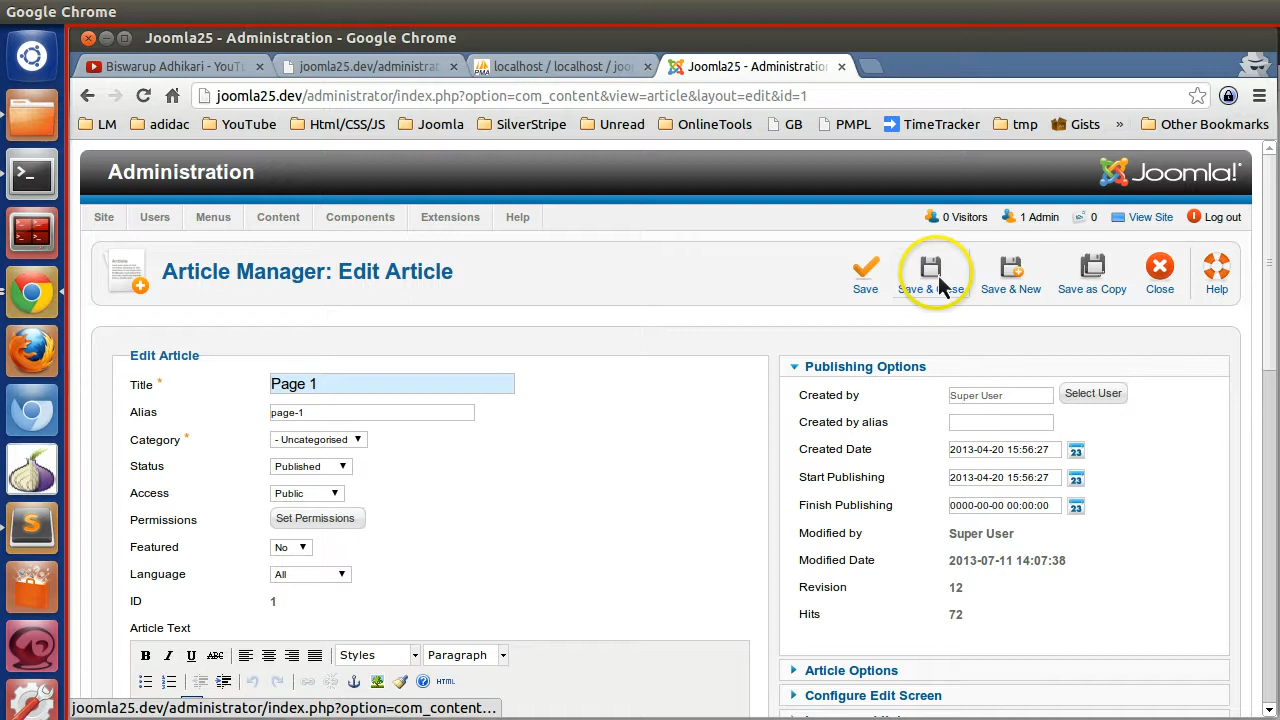 Google Chrome
Joomla25 - Administration - Google Chrome
Biswarup Adhikari - YouTu
joomla25.dev/administra
localhost / localhost / joo
Joomla25 - Administration
joomla25.dev/administrator/index.php?option=com_content&view=article&layout=edit&id=1
LM
adidac
YouTube
Html/CSS/JS
Joomla
SilverStripe
Unread
OnlineTools
GB
PMPL
TimeTracker
tmp
Gists
»
Other Bookmarks
Administration
Joomla!
Site
Users
Menus
Content
Components
Extensions
Help
0 Visitors
1 Admin
0
View Site
Log out
Article Manager: Edit Article
Save
Save & Close
Save & New
Save as Copy
Close
Help
Edit Article
Title *
Page 1
Alias
page-1
Category *
- Uncategorised
Status
Published
Access
Public
Permissions
Set Permissions
Featured
No
Language
All
ID
1
Article Text
B I U ABC
Styles
Paragraph
HTML
Publishing Options
Created by
Super User
Select User
Created by alias
Created Date
2013-04-20 15:56:27
23
Start Publishing
2013-04-20 15:56:27
23
Finish Publishing
0000-00-00 00:00:00
23
Modified by
Super User
Modified Date
2013-07-11 14:07:38
Revision
12
Hits
72
Article Options
Configure Edit Screen
joomla25.dev/administrator/index.php?option=com_content...